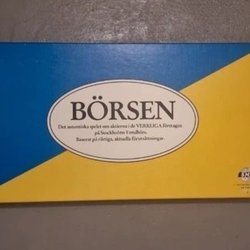 BÖRSEN
Det autentiska spelet om aktierna i de VERKLIGA företagen
på Stockholms Fondbörs.
Baserat på riktiga, aktuella förutsättningar.